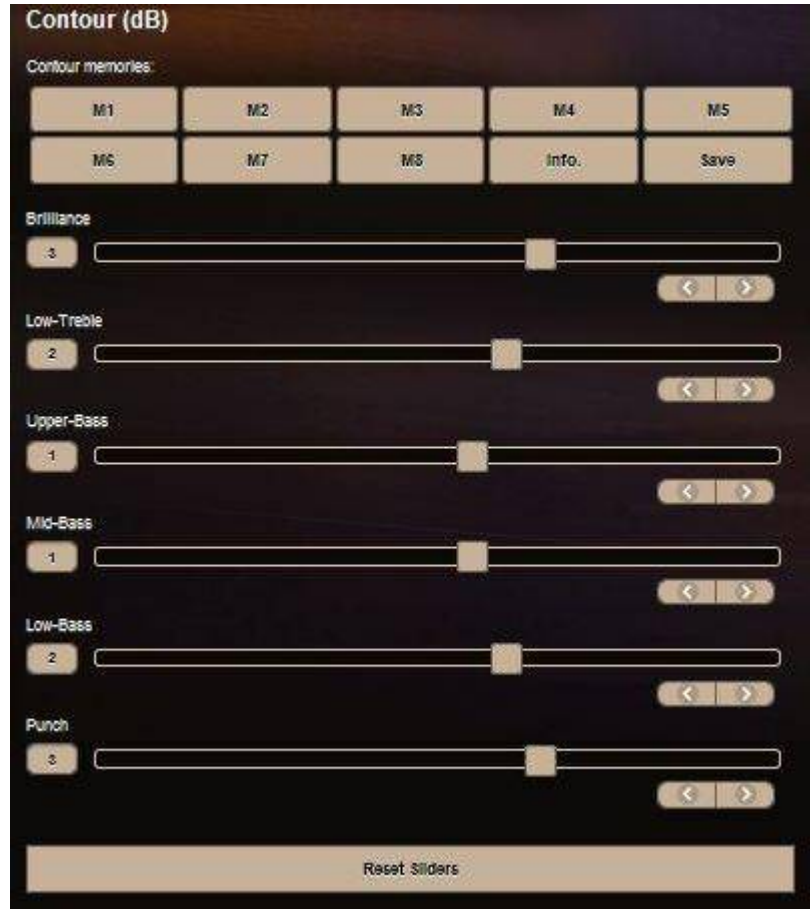 Contour (dB)
Contour memories:
M1 M2 M3 M4 M5
M6 M7 M8 Info. Save
Brilliance
3
Low-Treble
2
Upper-Bass
1
Mid-Bass
1
Low-Bass
2
Punch
3
Reset Sliders